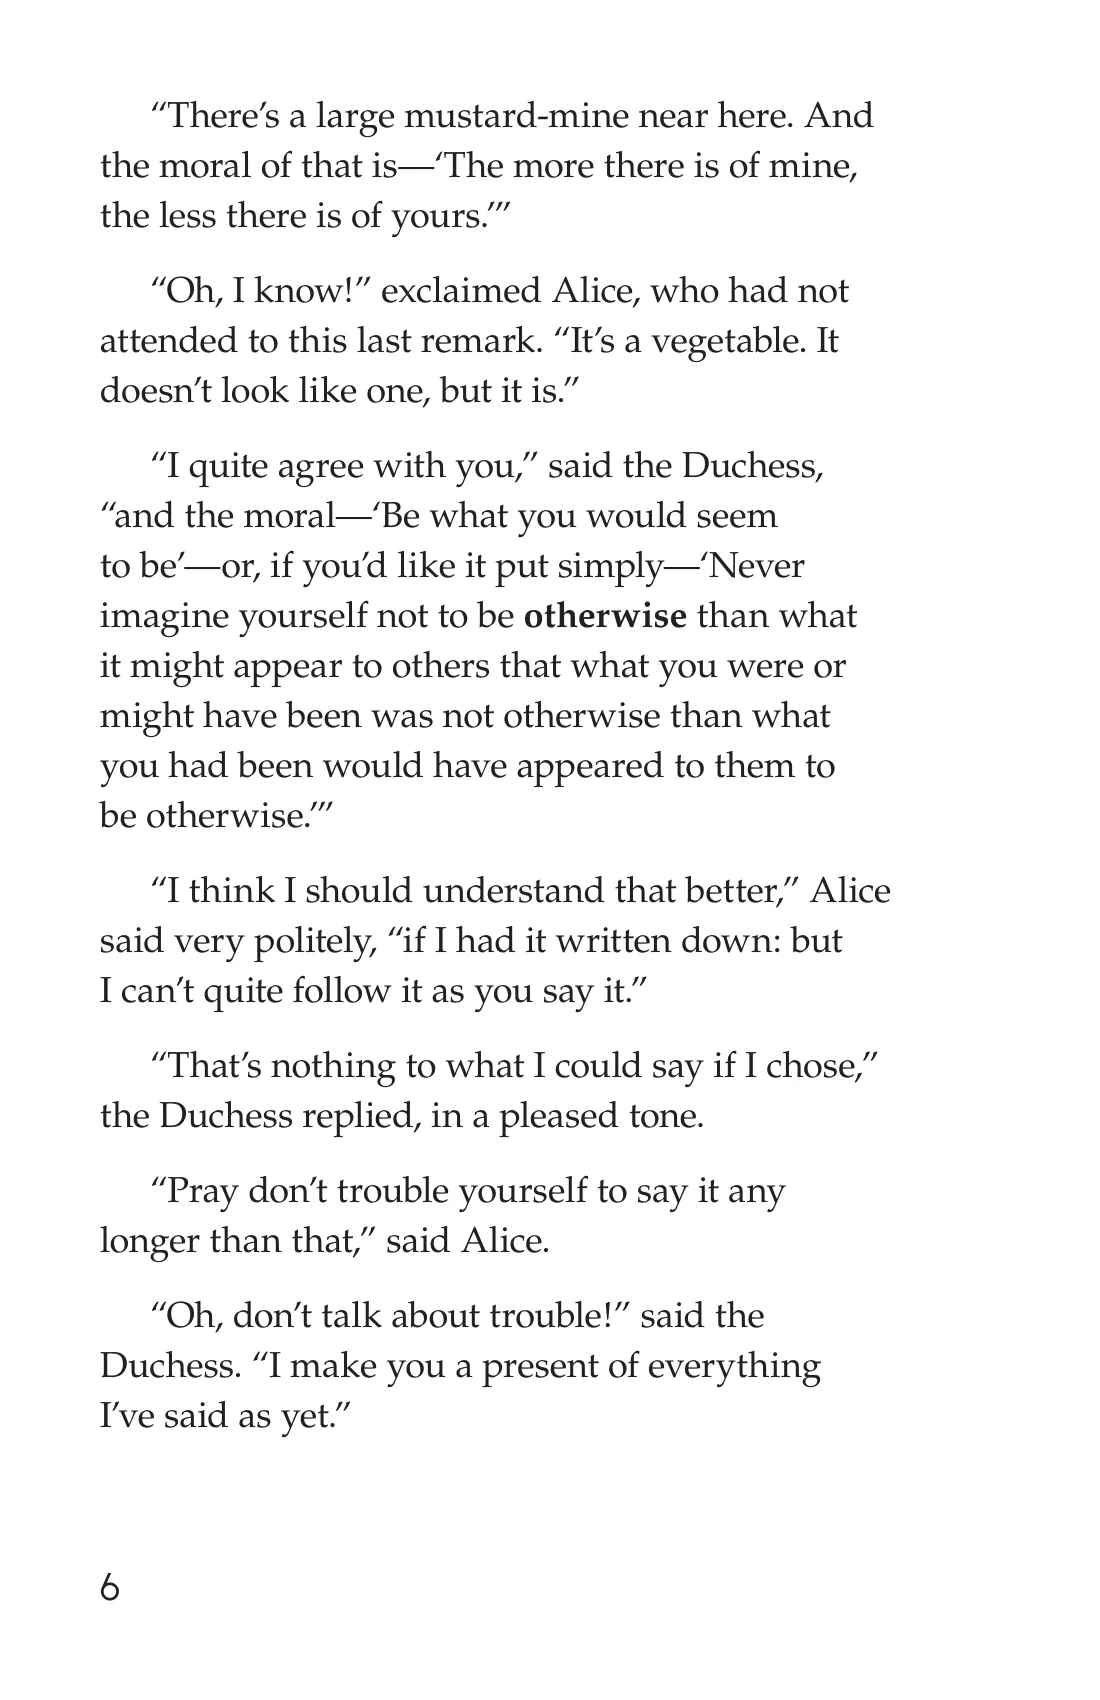 “There’s a large mustard-mine near here. And
the moral of that is—‘The more there is of mine,
the less there is of yours.’”
“Oh, I know!” exclaimed Alice, who had not
attended to this last remark. “It’s a vegetable. It
doesn’t look like one, but it is.”
“I quite agree with you,” said the Duchess,
“and the moral—‘Be what you would seem
to be’—or, if you’d like it put simply—‘Never
imagine yourself not to be otherwise than what
it might appear to others that what you were or
might have been was not otherwise than what
you had been would have appeared to them to
be otherwise.’”
“I think I should understand that better,” Alice
said very politely, “if I had it written down: but
I can’t quite follow it as you say it.”
“That’s nothing to what I could say if I chose,”
the Duchess replied, in a pleased tone.
“Pray don’t trouble yourself to say it any
longer than that,” said Alice.
“Oh, don’t talk about trouble!” said the
Duchess. “I make you a present of everything
I’ve said as yet.”
6